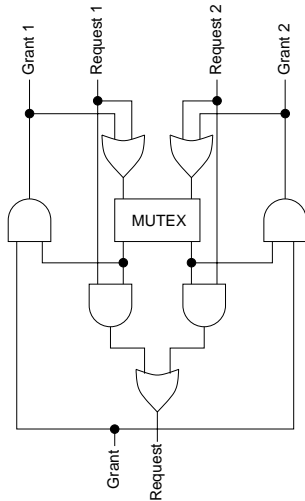 Grant 1
Request 1
Request 2
Grant 2
MUTEX
Grant
Request